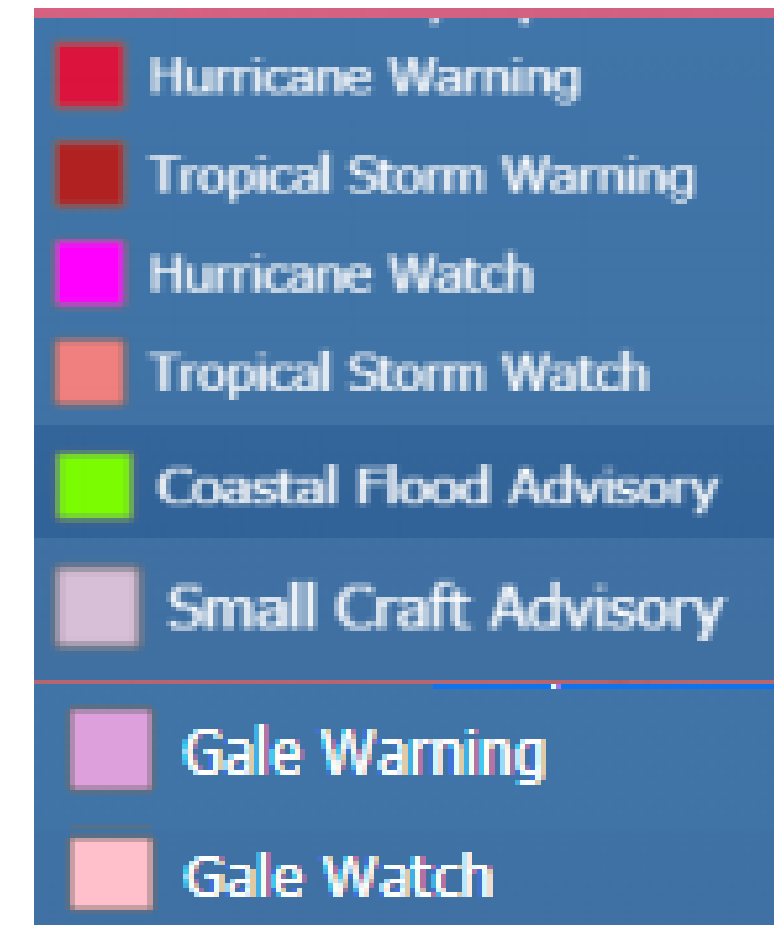 Hurricane Warning
Tropical Storm Warning
Hurricane Watch
Tropical Storm Watch
Coastal Flood Advisory
Small Craft Advisory
Gale Warning
Gale Watch